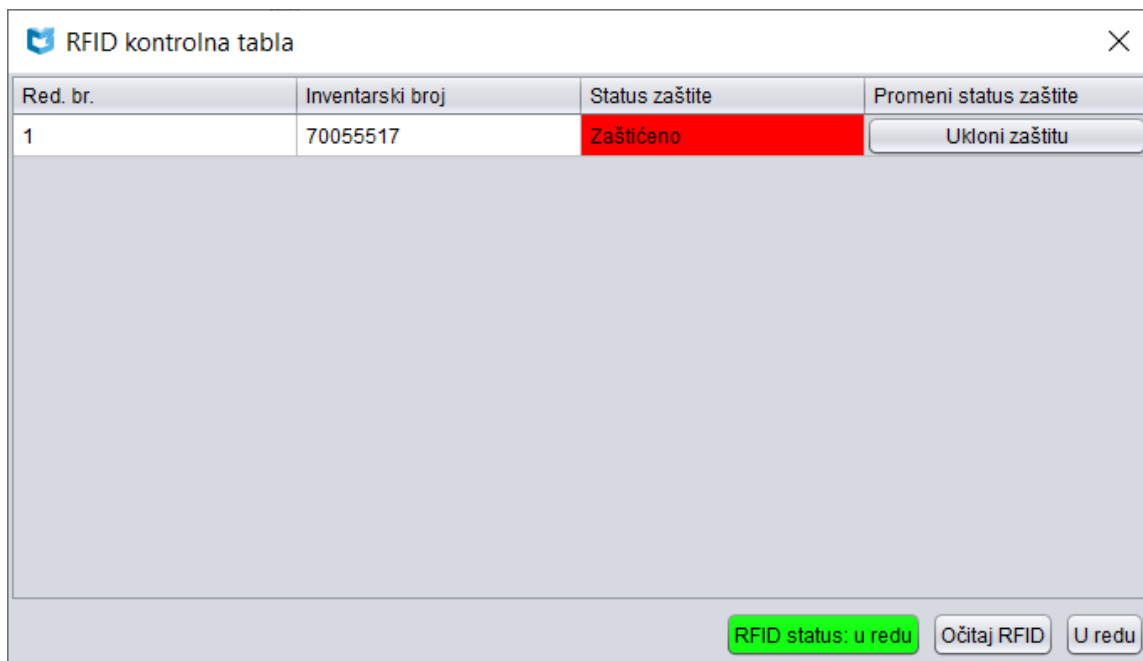 RFID kontrolna tabla
Red. br. Inventarski broj Status zaštite Promeni status zaštite
1 70055517 Zaštićeno Ukloni zaštitu
RFID status: u redu Očitaj RFID U redu